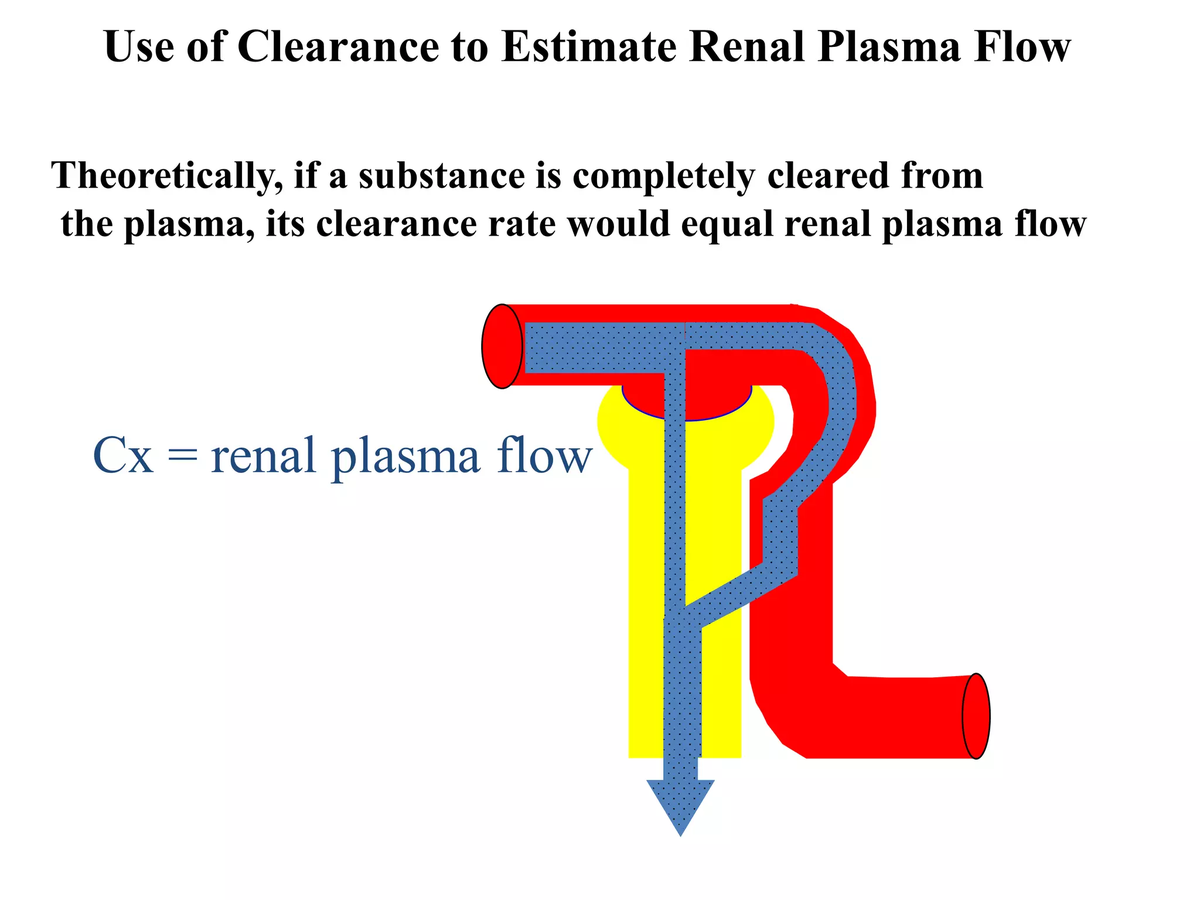 Use of Clearance to Estimate Renal Plasma Flow
Theoretically, if a substance is completely cleared from
the plasma, its clearance rate would equal renal plasma flow
Cx = renal plasma flow